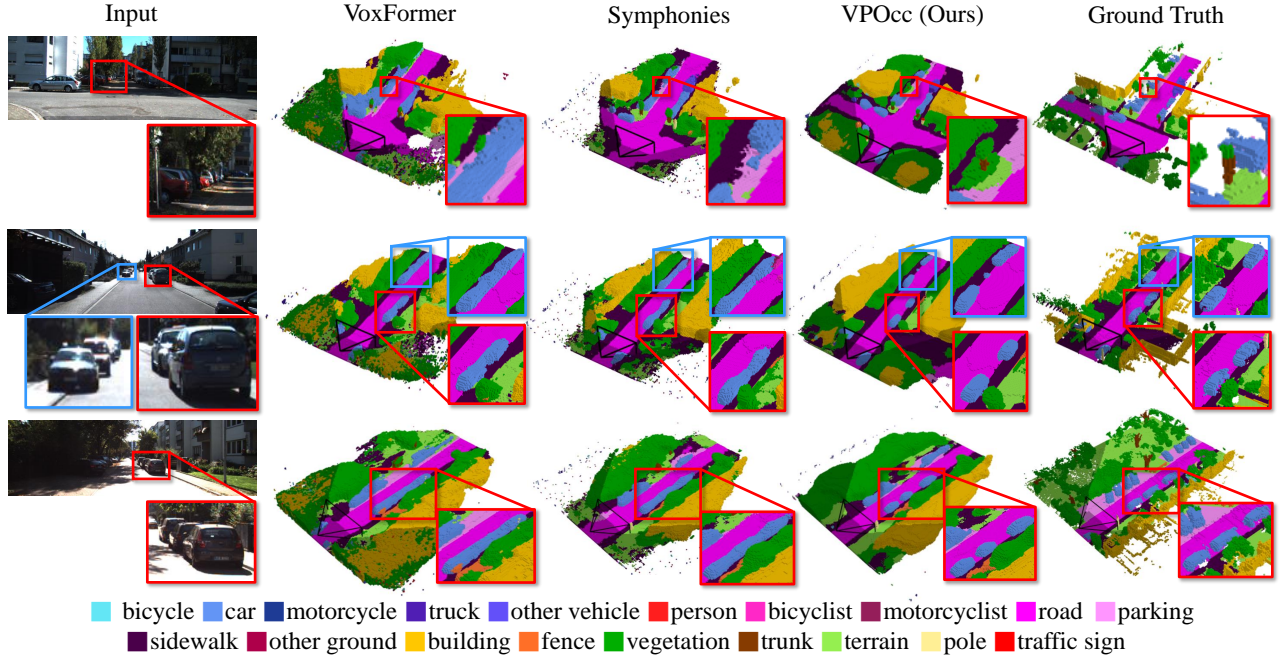 Input VoxFormer Symphonies VPOcc (Ours) Ground Truth
bicycle car motorcycle truck other vehicle person bicyclist motorcyclist road parking
sidewalk other ground building fence vegetation trunk terrain pole traffic sign